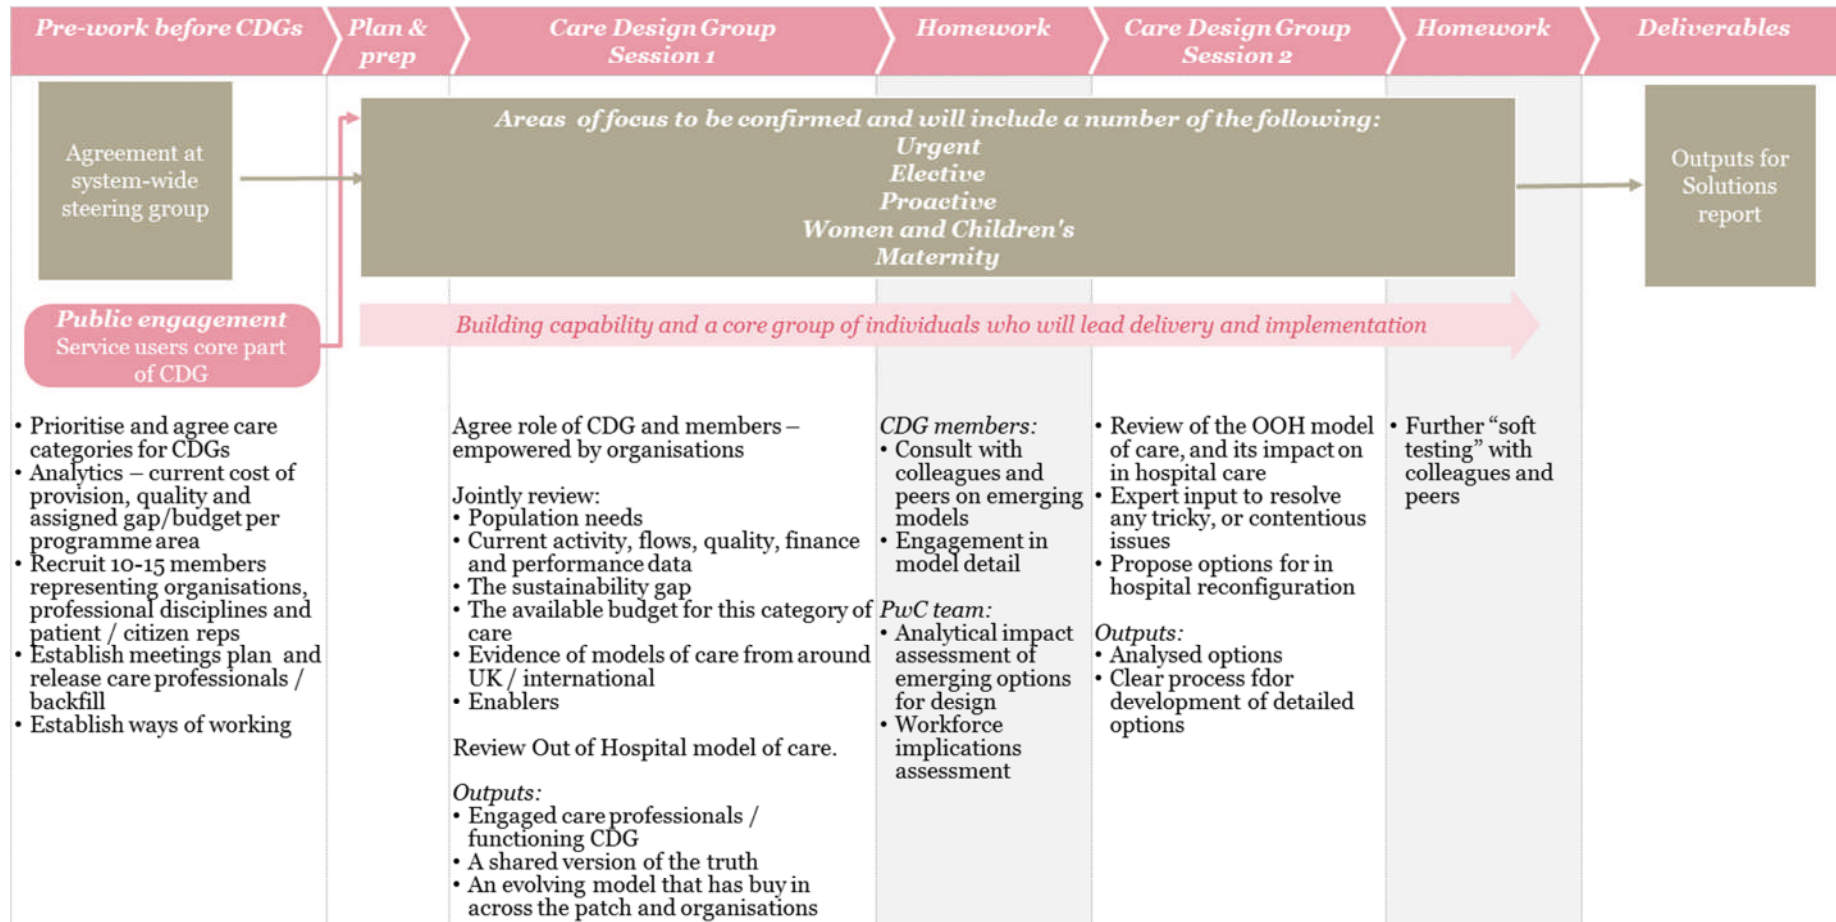 Pre-work before CDGs
Plan &
prep
Care Design Group
Session 1
Homework
Care Design Group
Session 2
Homework
Deliverables
Agreement at
system-wide
steering group
Areas of focus to be confirmed and will include a number of the following:
Urgent
Elective
Proactive
Women and Children's
Maternity
Outputs for
Solutions
report
Public engagement
Service users core part
of CDG
Building capability and a core group of individuals who will lead delivery and implementation
• Prioritise and agree care
categories for CDGs
• Analytics – current cost of
provision, quality and
assigned gap/budget per
programme area
• Recruit 10-15 members
representing organisations,
professional disciplines and
patient / citizen reps
• Establish meetings plan and
release care professionals /
backfill
• Establish ways of working
Agree role of CDG and members –
empowered by organisations
Jointly review:
• Population needs
• Current activity, flows, quality, finance
and performance data
• The sustainability gap
• The available budget for this category of
care
• Evidence of models of care from around
UK / international
• Enablers
Review Out of Hospital model of care.
Outputs:
• Engaged care professionals /
functioning CDG
• A shared version of the truth
• An evolving model that has buy in
across the patch and organisations
CDG members:
• Consult with
colleagues and
peers on emerging
models
• Engagement in
model detail
PwC team:
• Analytical impact
assessment of
emerging options
for design
• Workforce
implications
assessment
• Review of the OOH model
of care, and its impact on
in hospital care
• Expert input to resolve
any tricky, or contentious
issues
• Propose options for in
hospital reconfiguration
Outputs:
• Analysed options
• Clear process fdor
development of detailed
options
• Further “soft
testing” with
colleagues and
peers